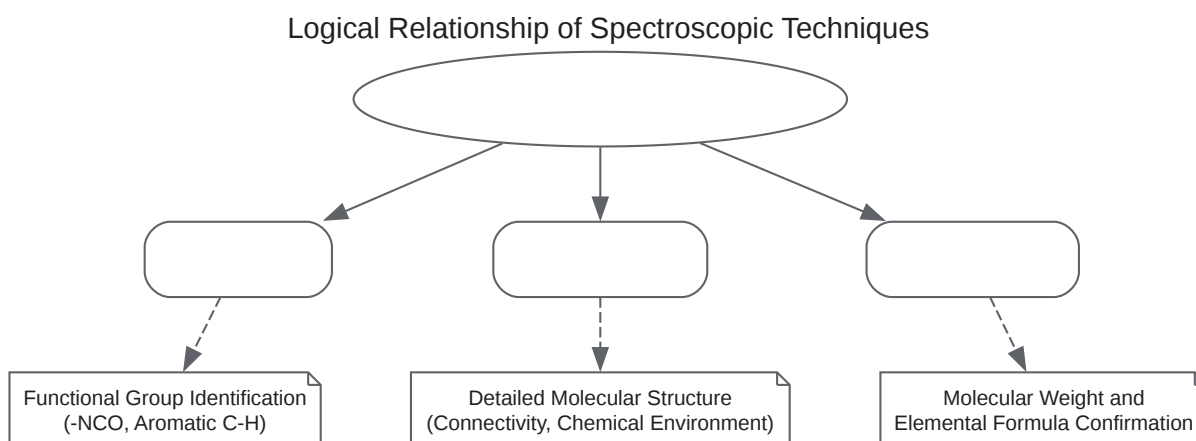 Logical Relationship of Spectroscopic Techniques
Functional Group Identification
(-NCO, Aromatic C-H)
Detailed Molecular Structure
(Connectivity, Chemical Environment)
Molecular Weight and
Elemental Formula Confirmation